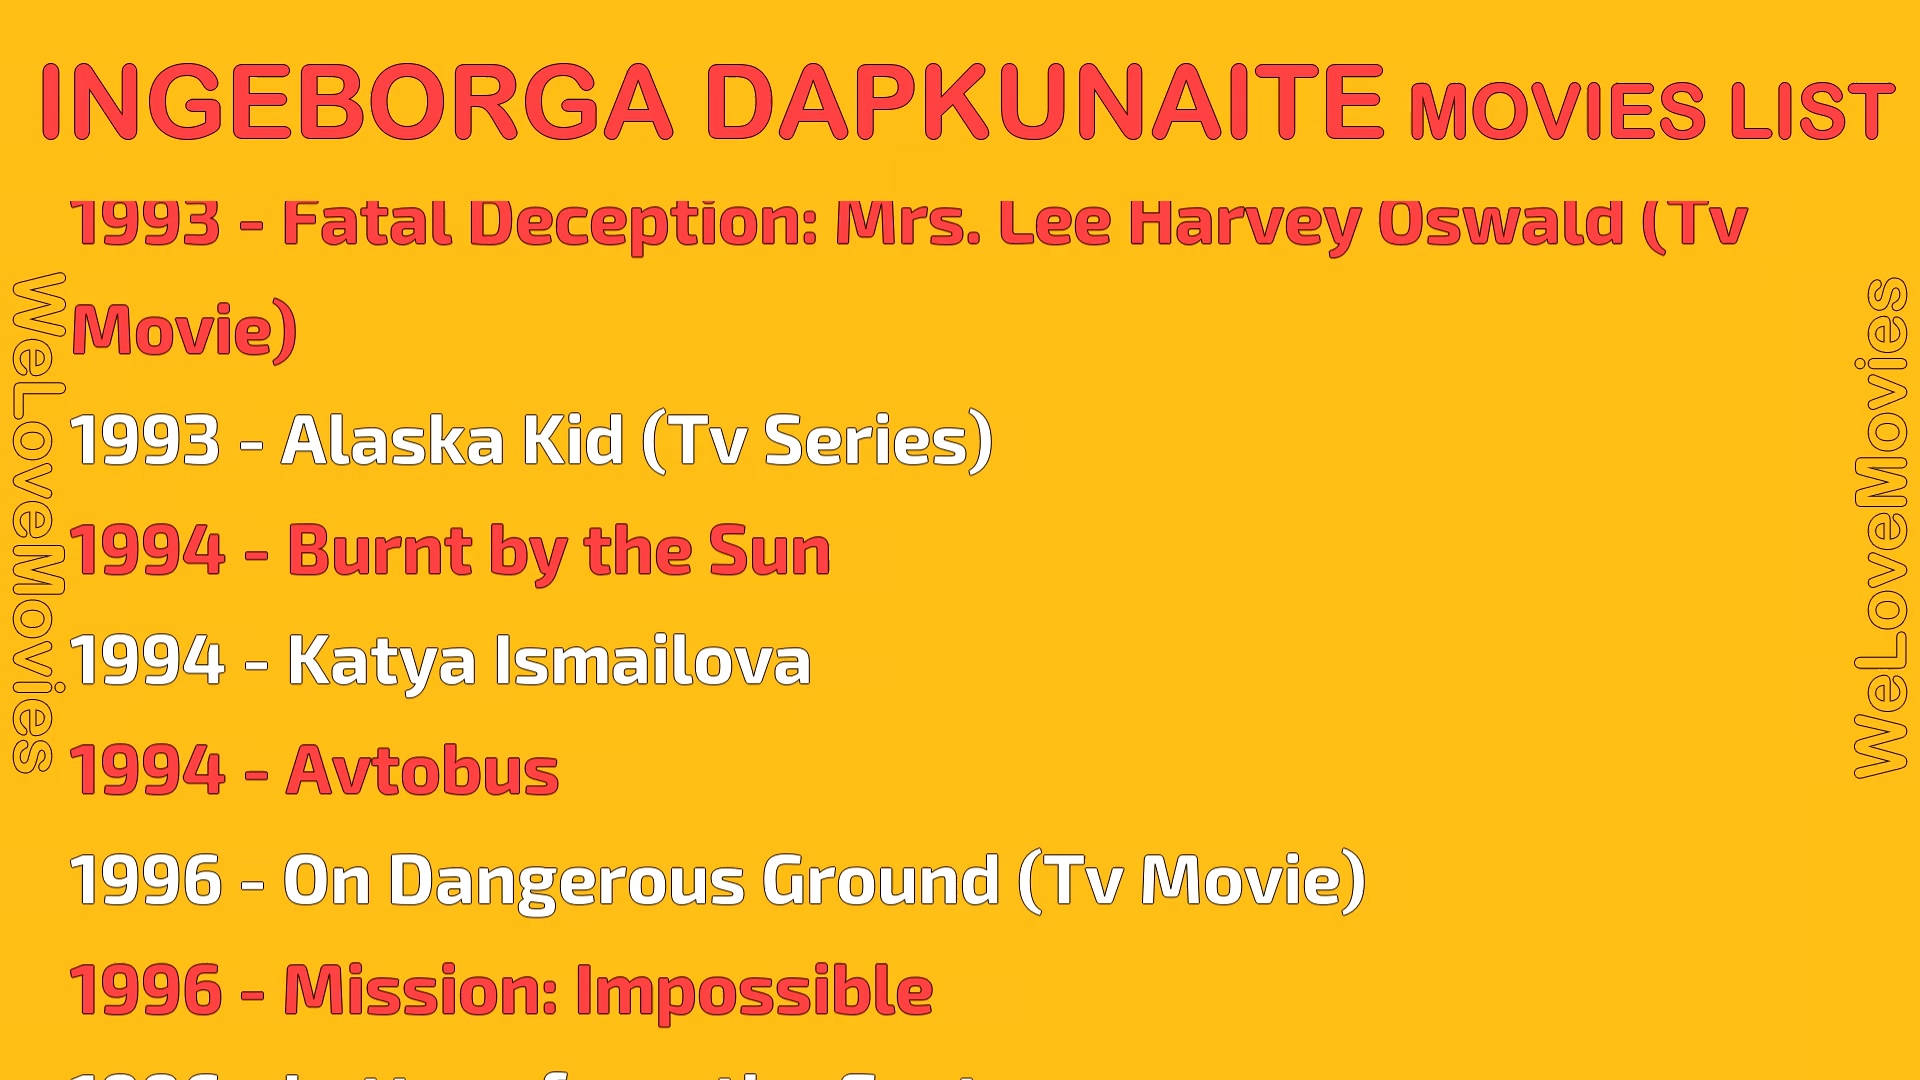 INGEBORGA DAPKUNAITE MOVIES LIST
1993 - Fatal Deception: Mrs. Lee Harvey Oswald (Tv
Movie)
1993 - Alaska Kid (Tv Series)
1994 - Burnt by the Sun
1994 - Katya Ismailova
1994 - Avtobus
1996 - On Dangerous Ground (Tv Movie)
1996 - Mission: Impossible
WeLoveMovies
WeLoveMovies